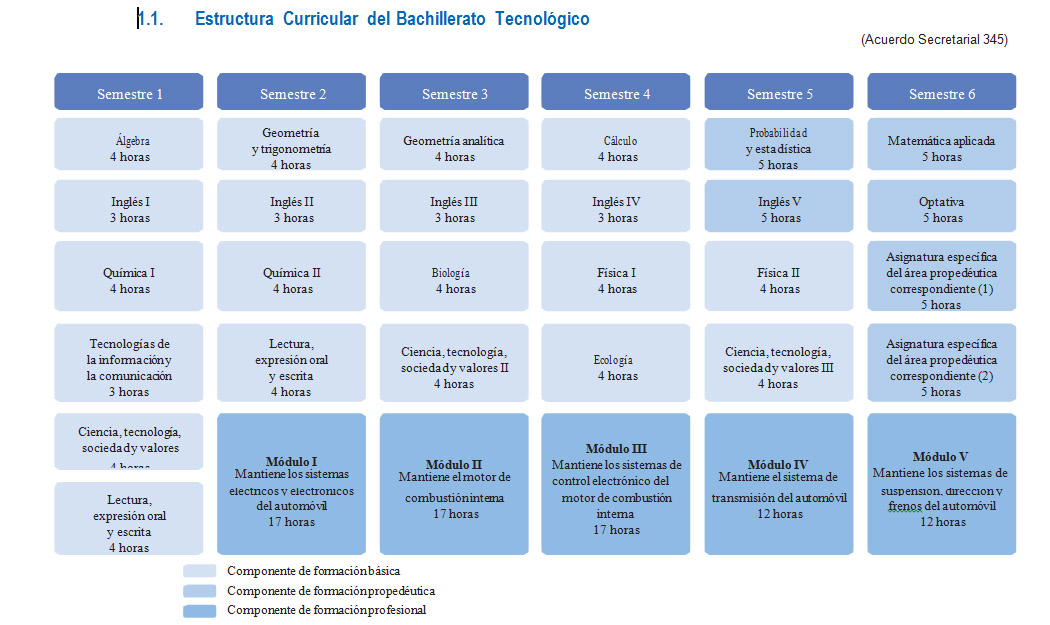 1.1. Estructura Curricular del Bachillerato Tecnológico
(Acuerdo Secretarial 345)
Semestre 1
Semestre 2
Semestre 3
Semestre 4
Semestre 5
Semestre 6
Álgebra
4 horas
Geometría
y trigonometría
4 horas
Geometría analítica
4 horas
Cálculo
4 horas
Probabilidad
y estadística
5 horas
Matemática aplicada
5 horas
Inglés I
3 horas
Inglés II
3 horas
Inglés III
3 horas
Inglés IV
3 horas
Inglés V
5 horas
Optativa
5 horas
Química I
4 horas
Química II
4 horas
Biología
4 horas
Física I
4 horas
Física II
4 horas
Asignatura específica
del área propedéutica
correspondiente (1)
5 horas
Tecnologías de
la información y
la comunicación
3 horas
Lectura,
expresión oral
y escrita
4 horas
Ciencia, tecnología,
sociedad y valores II
4 horas
Ecología
4 horas
Ciencia, tecnología,
sociedad y valores III
4 horas
Asignatura específica
del área propedéutica
correspondiente (2)
5 horas
Ciencia, tecnología,
sociedad y valores
4 horas
Lectura,
expresión oral
y escrita
4 horas
Módulo I
Mantiene los sistemas
eléctricos y electrónicos
del automóvil
17 horas
Módulo II
Mantiene el motor de
combustión interna
17 horas
Módulo III
Mantiene los sistemas de
control electrónico del
motor de combustión
interna
17 horas
Módulo IV
Mantiene el sistema de
transmisión del automóvil
12 horas
Módulo V
Mantiene los sistemas de
suspensión, dirección y
frenos del automóvil
12 horas
Componente de formación básica
Componente de formación propedéutica
Componente de formación profesional